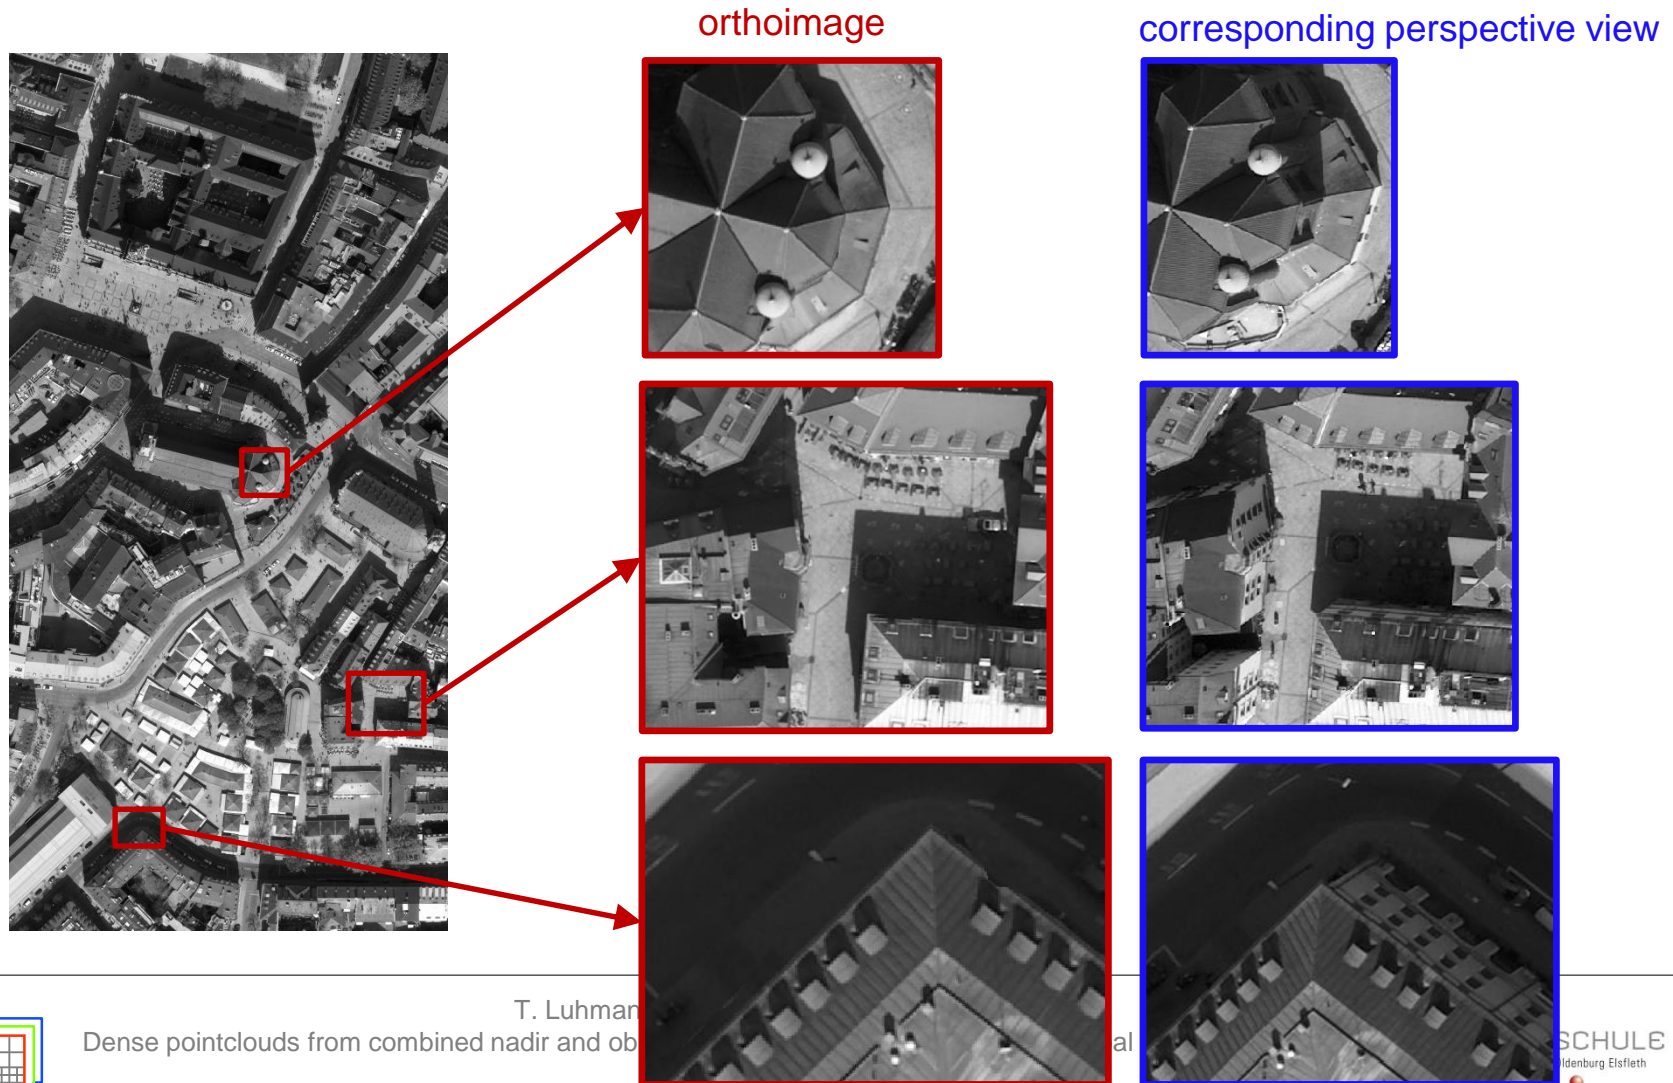 orthoimage
corresponding perspective view
T. Luhman
Dense pointclouds from combined nadir and ob
al
SCHULE
ldenburg Elsfleth